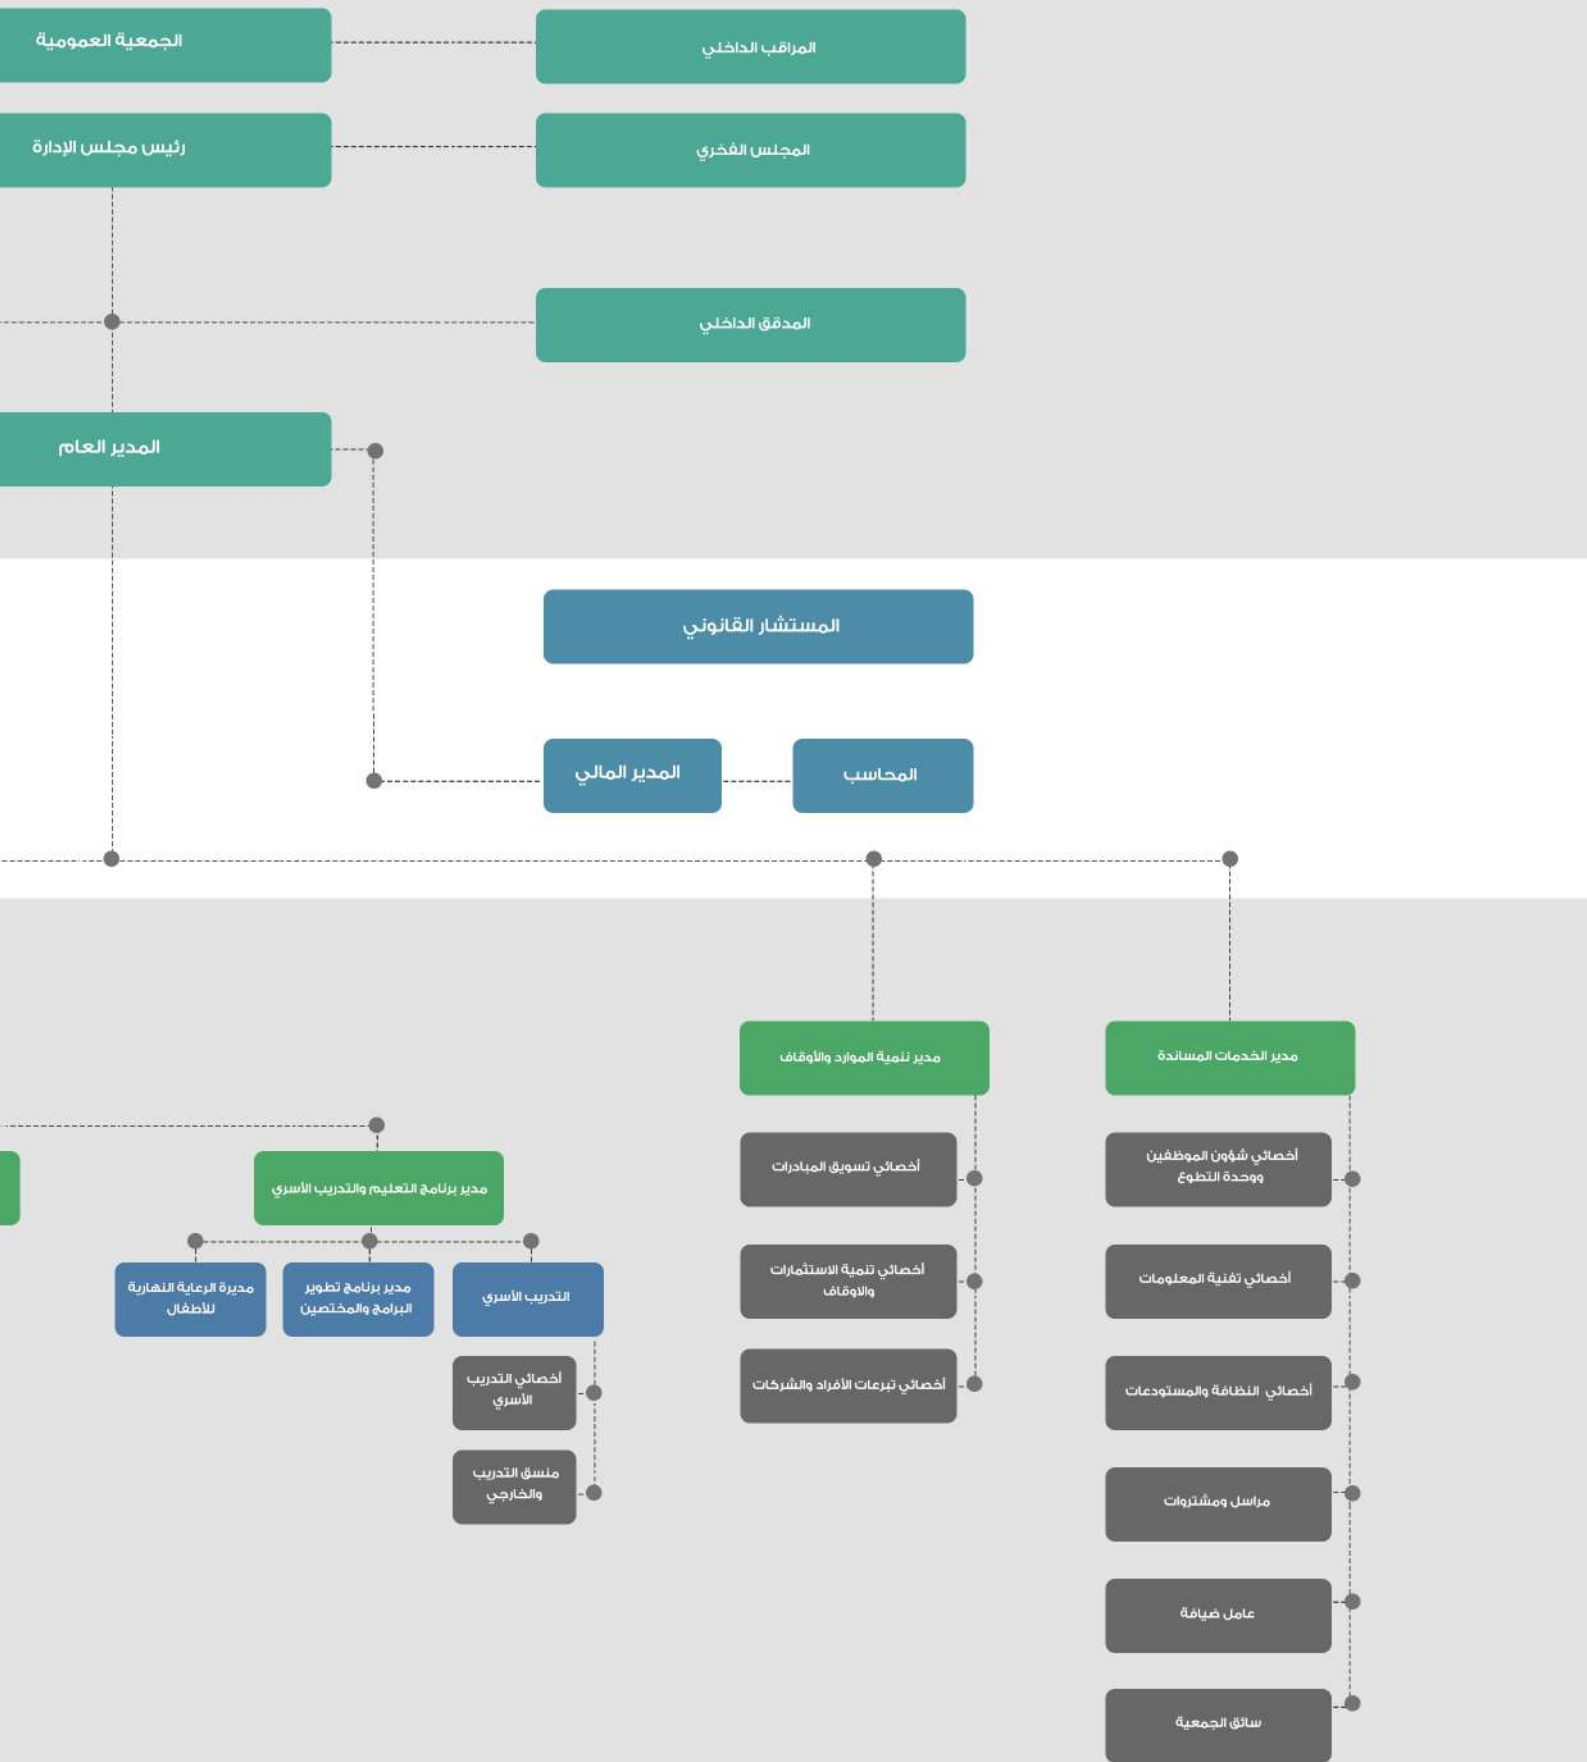 المراقب الداخلي
الجمعية العمومية
المجلس الفخري
رئيس مجلس الإدارة
المدقق الداخلي
المدير العام
المستشار القانوني
المحاسب
المدير المالي
مدير الخدمات المساندة
أخصائي شؤون الموظفين
ووحدة التطوع
أخصائي تفنية المعلومات
أخصائي النظافة والمستودعات
مراسل ومشتروات
عامل ضيافة
سائق الجمعية
مدير ننمية الموارد والأوقاف
أخصائي تسويق المبادرات
أخصائي تنمية الاستثمارات
والاوقاف
أخصائي تبرعات الأفراد والشركات
مدير برنامج التعليم والتدريب الأسري
التدريب الأسري
أخصائي التدريب
الأسري
منسق التدريب
والخارجي
مدير برنامج تطوير
البرامج والمختصين
مديرة الرعاية النهارية
للأطفال